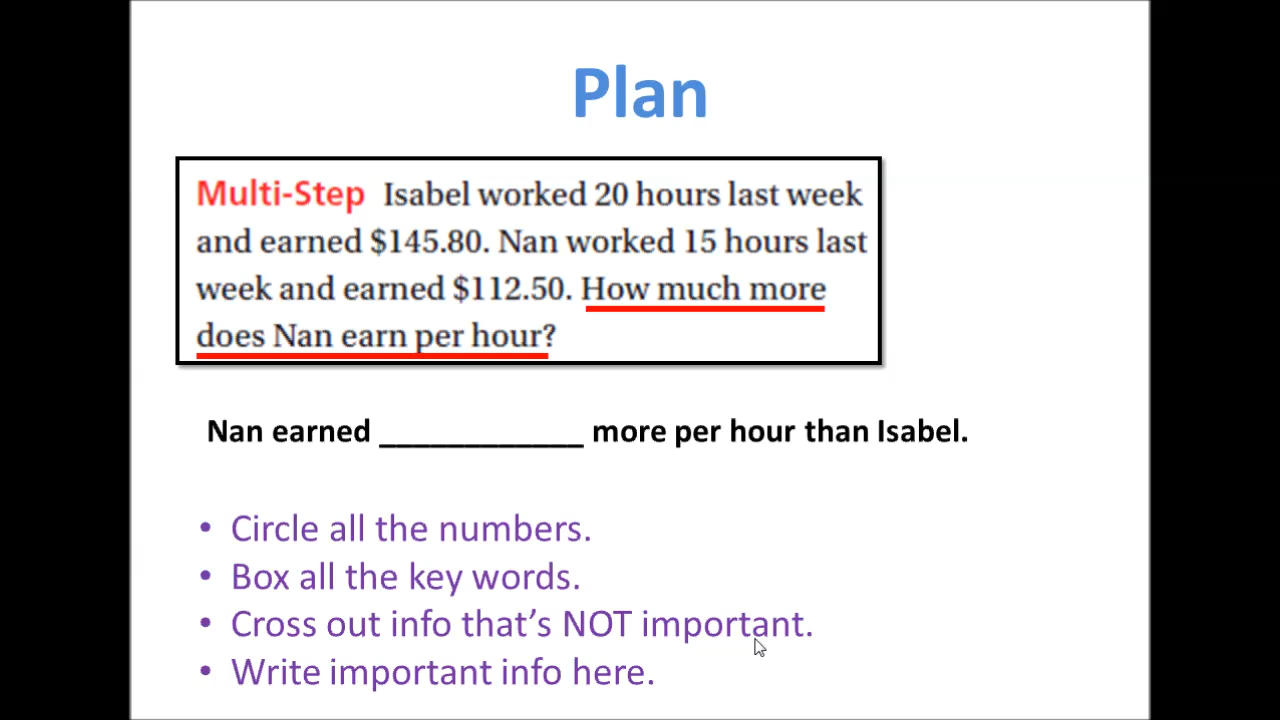 Plan
Multi-Step Isabel worked 20 hours last week
and earned $145.80. Nan worked 15 hours last
week and earned $112.50. How much more
does Nan earn per hour?
Nan earned ____________ more per hour than Isabel.
• Circle all the numbers.
• Box all the key words.
• Cross out info that’s NOT important.
• Write important info here.